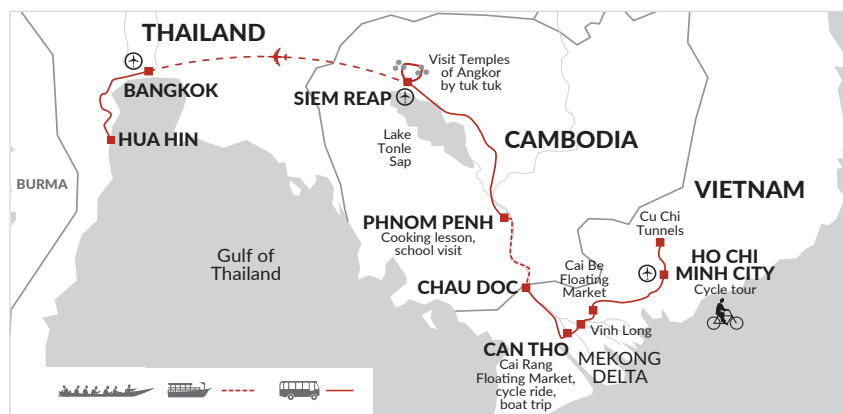 THAILAND
BANGKOK
HUA HIN
BURMA
Gulf of
Thailand
Visit Temples
of Angkor
by tuk tuk
SIEM REAP
Lake
Tonle
Sap
CAMBODIA
PHNOM PENH
Cooking lesson,
school visit
CHAU DOC
VIETNAM
Cu Chi
Tunnels
HO CHI
MINH CITY
Cycle tour
Cai Be
Floating
Market
Vinh Long
CAN THO
Cai Rang
Floating Market,
cycle ride,
boat trip
MEKONG
DELTA